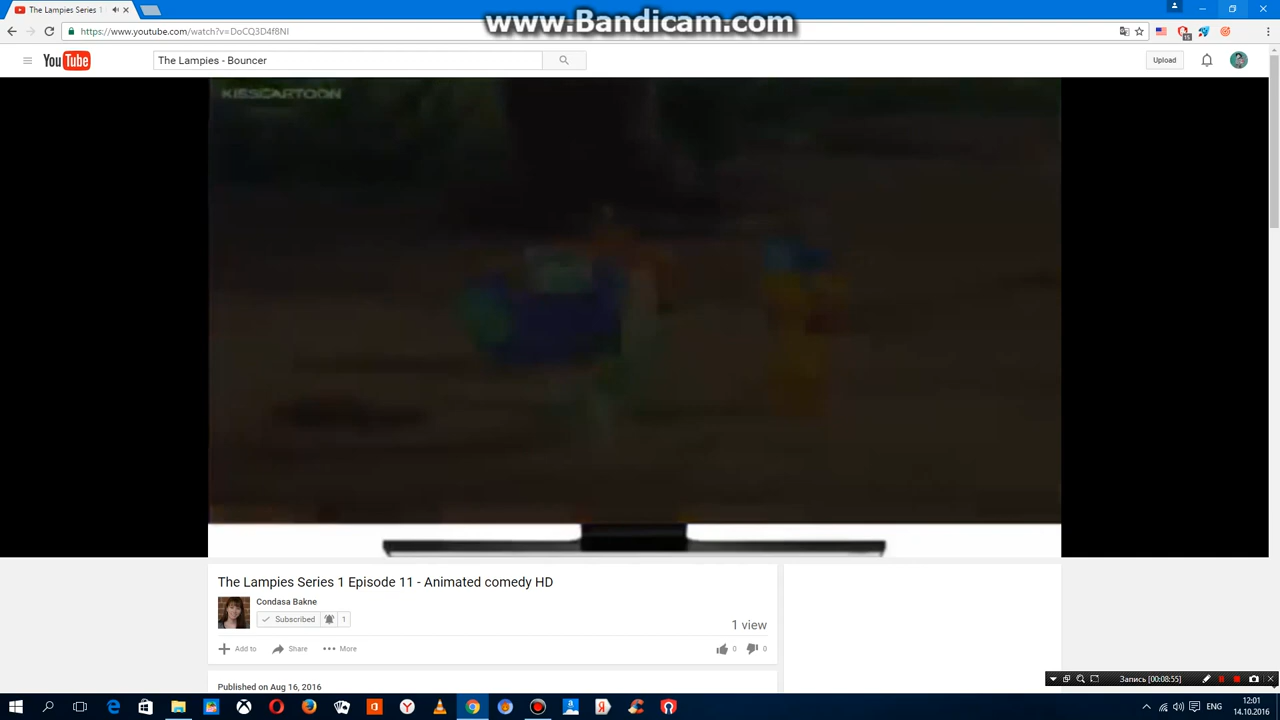 The Lampies Series 1
www.Bandicam.com
https://www.youtube.com/watch?v=DoCQ3D4f8NI
YouTube
The Lampies - Bouncer
Upload
KISSCARTOON
The Lampies Series 1 Episode 11 - Animated comedy HD
Condasa Bakne
Subscribed 1
1 view
Add to Share More 0 0
Published on Aug 16, 2016
Запись [00:08:55]
ENG
12:01
14.10.2016